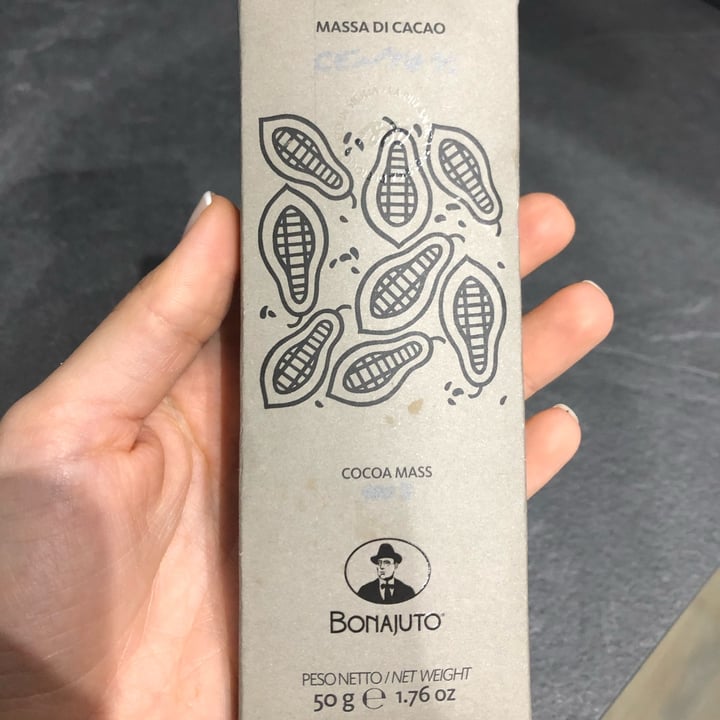 MASSA DI CACAO
COCOA MASS
BONAJUTO
PESO NETTO / NET WEIGHT
50 g ℮ 1.76 oz